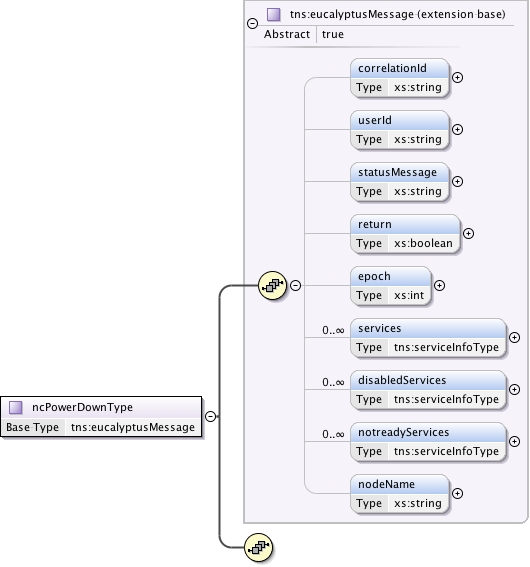 tns:eucalyptusMessage (extension base)
Abstract true
correlationId
Type xs:string
userId
Type xs:string
statusMessage
Type xs:string
return
Type xs:boolean
epoch
Type xs:int
0..∞ services
Type tns:serviceInfoType
0..∞ disabledServices
Type tns:serviceInfoType
0..∞ notreadyServices
Type tns:serviceInfoType
nodeName
Type xs:string
ncPowerDownType
Base Type tns:eucalyptusMessage